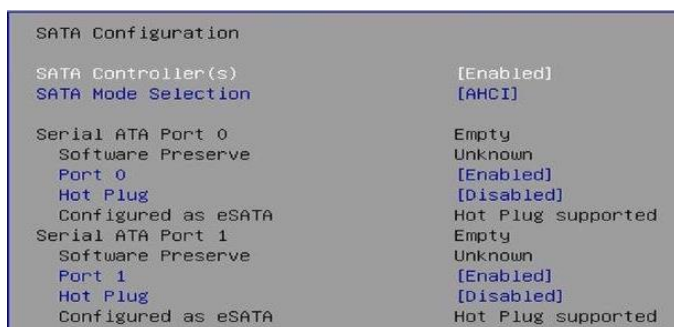 SATA Configuration
SATA Controller(s) [Enabled]
SATA Mode Selection [AHCI]
Serial ATA Port 0 Empty
Software Preserve Unknown
Port 0 [Enabled]
Hot Plug [Disabled]
Configured as eSATA Hot Plug supported
Serial ATA Port 1 Empty
Software Preserve Unknown
Port 1 [Enabled]
Hot Plug [Disabled]
Configured as eSATA Hot Plug supported